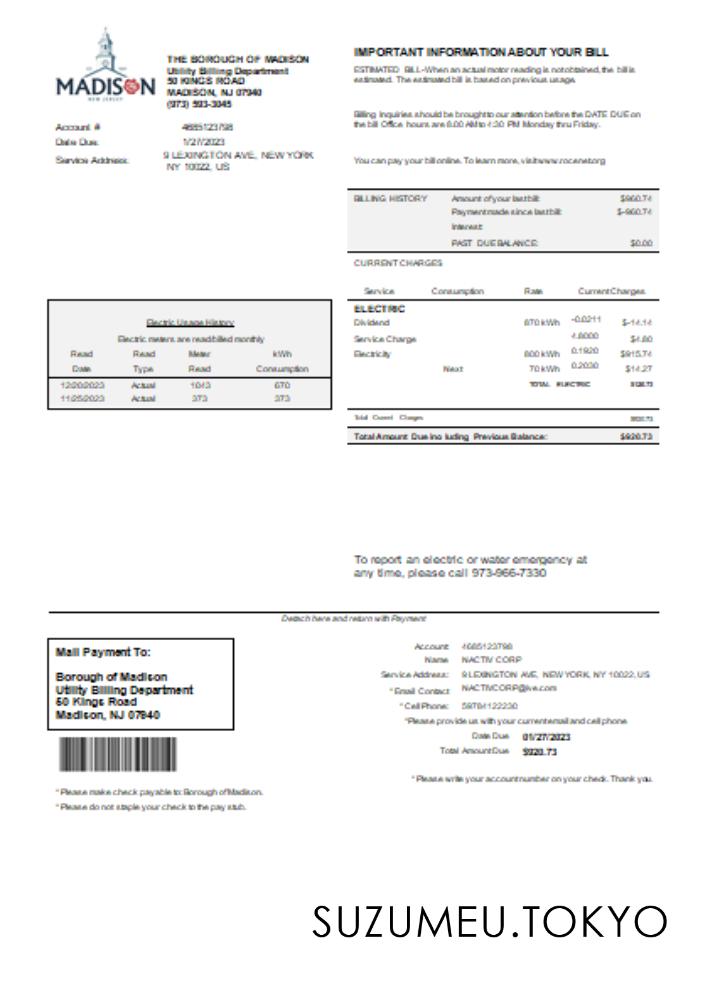 MADISON
NEW JERSEY
THE BOROUGH OF MADISON
Utility Billing Department
50 KINGS ROAD
MADISON, NJ 07940
(973) 593-3045
Account #: 4685123798
Date Due: 1/27/2023
Service Address: 9 LEXINGTON AVE, NEW YORK
NY 10022, US
IMPORTANT INFORMATION ABOUT YOUR BILL
ESTIMATED BILL-When an actual motor reading is not obtained, the bill is
estimated. The estimated bill is based on previous usage.
Billing Inquiries should be brought to our attention before the DATE DUE on
the bill Office hours are 8.00 AM to 4:30 PM Monday thru Friday.
You can pay your bill online. To learn more, visit www.rocenet.org
BILLING HISTORY Amount of your last bill: $960.74
Payment made since last bill: $-960.74
Interest:
PAST DUE BALANCE: $0.00
CURRENT CHARGES
Service Consumption Rate Current Charges
ELECTRIC
Dividend 870 kWh -0.0211 $-14.14
Service Charge 4.8000 $4.80
Electricity 800 kWh 0.1920 $915.74
Next 70 kWh 0.2030 $14.27
TOTAL ELECTRIC $920.73
Total Current Charges $920.73
Total Amount Due including Previous Balance: $920.73
Electric Usage History
Electric meters are read/billed monthly
Read Read Meter kWh
Date Type Read Consumption
12/20/2023 Actual 1043 670
11/25/2023 Actual 373 373
To report an electric or water emergency at
any time, please call 973-966-7330
Detach here and return with Payment
Mail Payment To:
Borough of Madison
Utility Billing Department
50 Kings Road
Madison, NJ 07940
* Please make check payable to: Borough of Madison.
* Please do not staple your check to the pay stub.
Account: 4685123798
Name NACTIV CORP
Service Address: 9 LEXINGTON AVE, NEW YORK, NY 10022, US
* Email Contact NACTIVCORP@live.com
* Cell Phone: 59784122230
*Please provide us with your current email and cell phone
Date Due 01/27/2023
Total Amount Due $920.73
* Please write your account number on your check. Thank you.
SUZUMEU.TOKYO